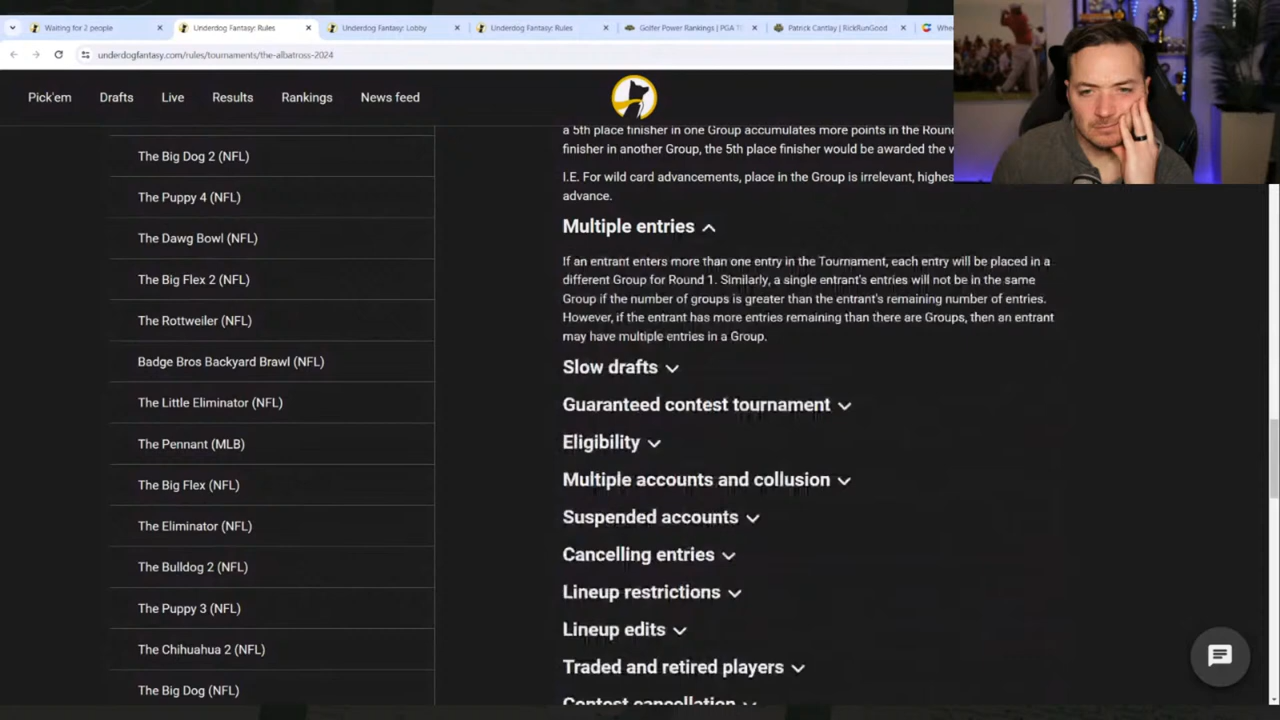 Waiting for 2 people
Underdog Fantasy: Rules
Underdog Fantasy: Lobby
Underdog Fantasy: Rules
Golfer Power Rankings | PGA
Patrick Cantlay | RickRunGood
underdogfantasy.com/rules/tournaments/the-albatross-2024
Pick'em Drafts Live Results Rankings News feed
The Big Dog 2 (NFL)
The Puppy 4 (NFL)
The Dawg Bowl (NFL)
The Big Flex 2 (NFL)
The Rottweiler (NFL)
Badge Bros Backyard Brawl (NFL)
The Little Eliminator (NFL)
The Pennant (MLB)
The Big Flex (NFL)
The Eliminator (NFL)
The Bulldog 2 (NFL)
The Puppy 3 (NFL)
The Chihuahua 2 (NFL)
The Big Dog (NFL)
a 5th place finisher in one Group accumulates more points in the Roun
finisher in another Group, the 5th place finisher would be awarded the w
I.E. For wild card advancements, place in the Group is irrelevant, highes
advance.
Multiple entries
If an entrant enters more than one entry in the Tournament, each entry will be placed in a
different Group for Round 1. Similarly, a single entrant's entries will not be in the same
Group if the number of groups is greater than the entrant's remaining number of entries.
However, if the entrant has more entries remaining than there are Groups, then an entrant
may have multiple entries in a Group.
Slow drafts
Guaranteed contest tournament
Eligibility
Multiple accounts and collusion
Suspended accounts
Cancelling entries
Lineup restrictions
Lineup edits
Traded and retired players
Contest cancellation